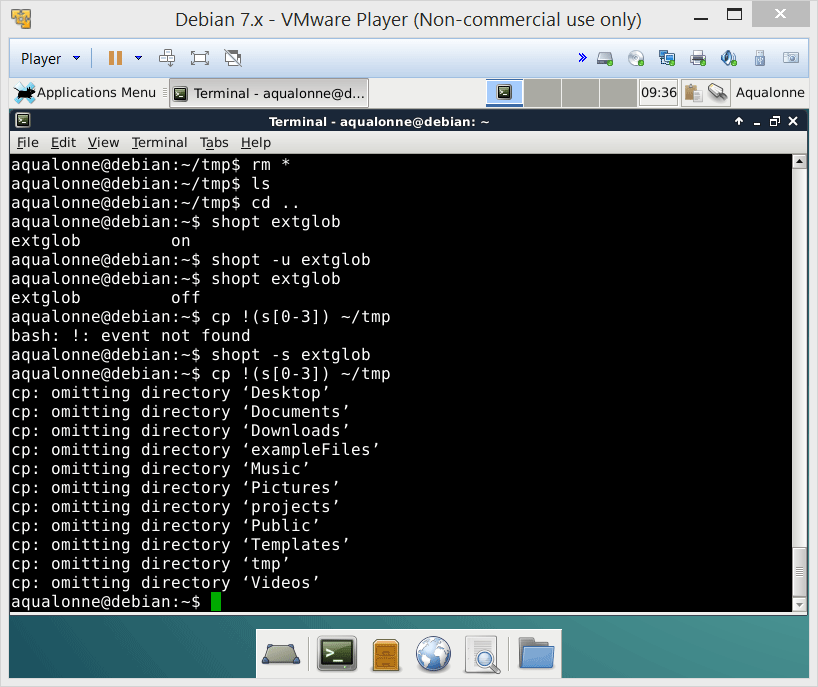 Debian 7.x - VMware Player (Non-commercial use only)
Player
Applications Menu
Terminal - aqualonne@d...
09:36
Aqualonne
Terminal - aqualonne@debian: ~
File Edit View Terminal Tabs Help
aqualonne@debian:~/tmp$ rm *
aqualonne@debian:~/tmp$ ls
aqualonne@debian:~/tmp$ cd ..
aqualonne@debian:~$ shopt extglob
extglob         on
aqualonne@debian:~$ shopt -u extglob
aqualonne@debian:~$ shopt extglob
extglob         off
aqualonne@debian:~$ cp !(s[0-3]) ~/tmp
bash: !: event not found
aqualonne@debian:~$ shopt -s extglob
aqualonne@debian:~$ cp !(s[0-3]) ~/tmp
cp: omitting directory ‘Desktop’
cp: omitting directory ‘Documents’
cp: omitting directory ‘Downloads’
cp: omitting directory ‘exampleFiles’
cp: omitting directory ‘Music’
cp: omitting directory ‘Pictures’
cp: omitting directory ‘projects’
cp: omitting directory ‘Public’
cp: omitting directory ‘Templates’
cp: omitting directory ‘tmp’
cp: omitting directory ‘Videos’
aqualonne@debian:~$